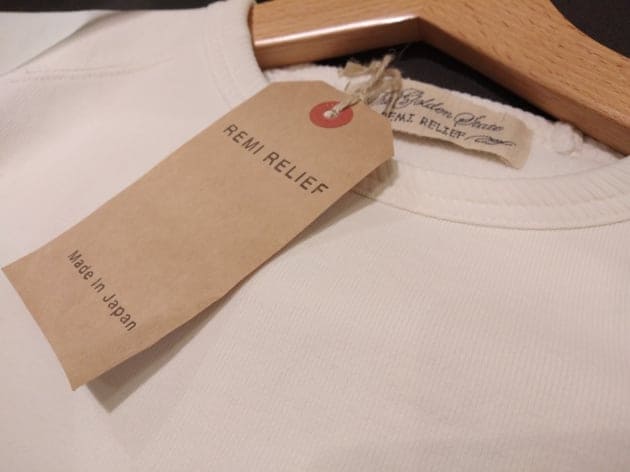 REMI RELIEF
Made in Japan
Golden State
REMI RELIEF